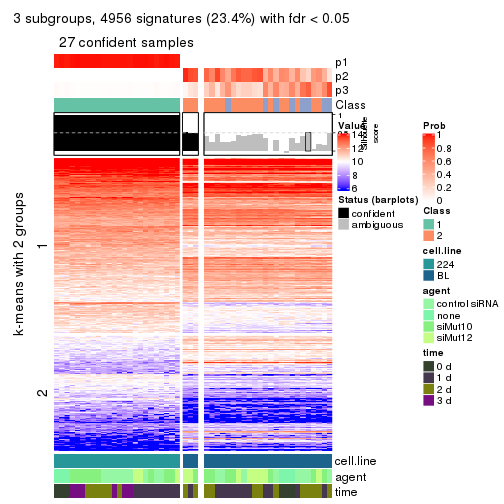 3 subgroups, 4956 signatures (23.4%) with fdr < 0.05
27 confident samples
p1
p2
p3
Class
1
score
k-means with 2 groups
1
2
cell.line
agent
time
Value
14
12
8
6
Status (barplots)
confident
ambiguous
Prob
1
0.8
0.6
0.4
0.2
0
Class
1
2
cell.line
224
BL
agent
control siRNA
none
siMut10
siMut12
time
0 d
1 d
2 d
3 d